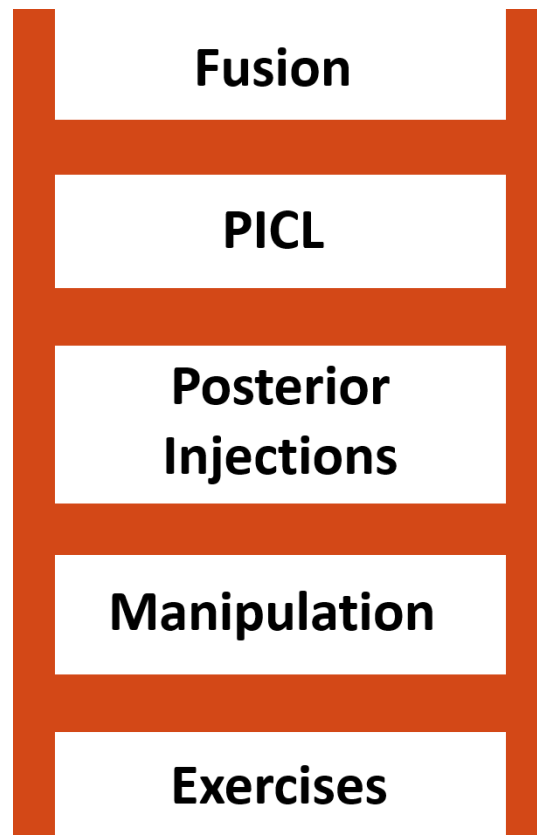 Fusion
PICL
Posterior
Injections
Manipulation
Exercises